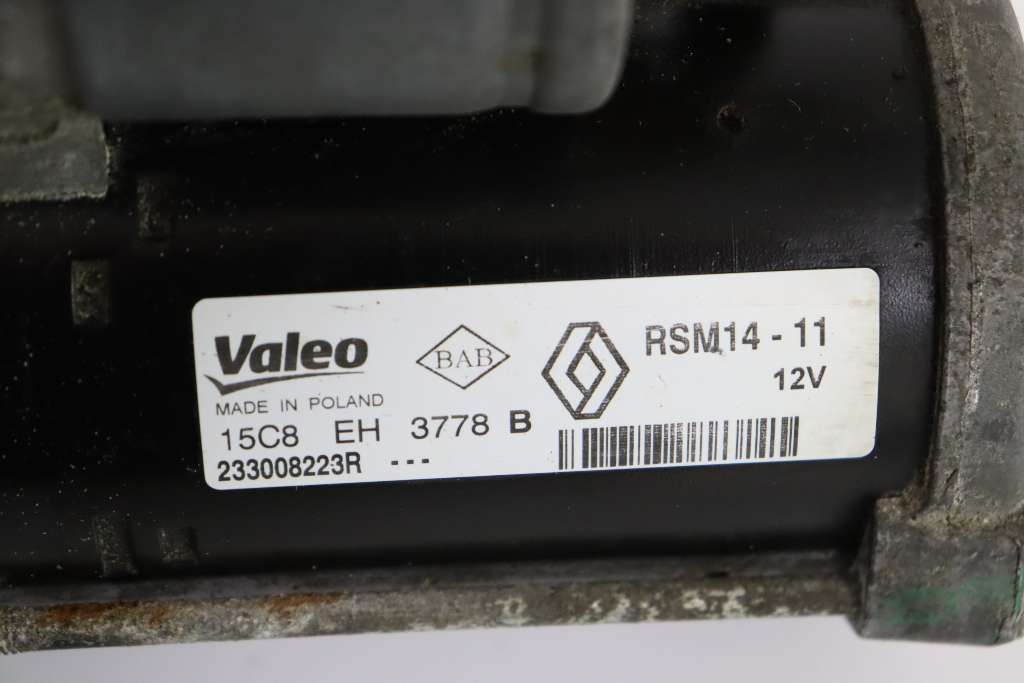 Valeo
BAB
RSM14 - 11
12V
MADE IN POLAND
15C8 EH 3778 B
233008223R ---